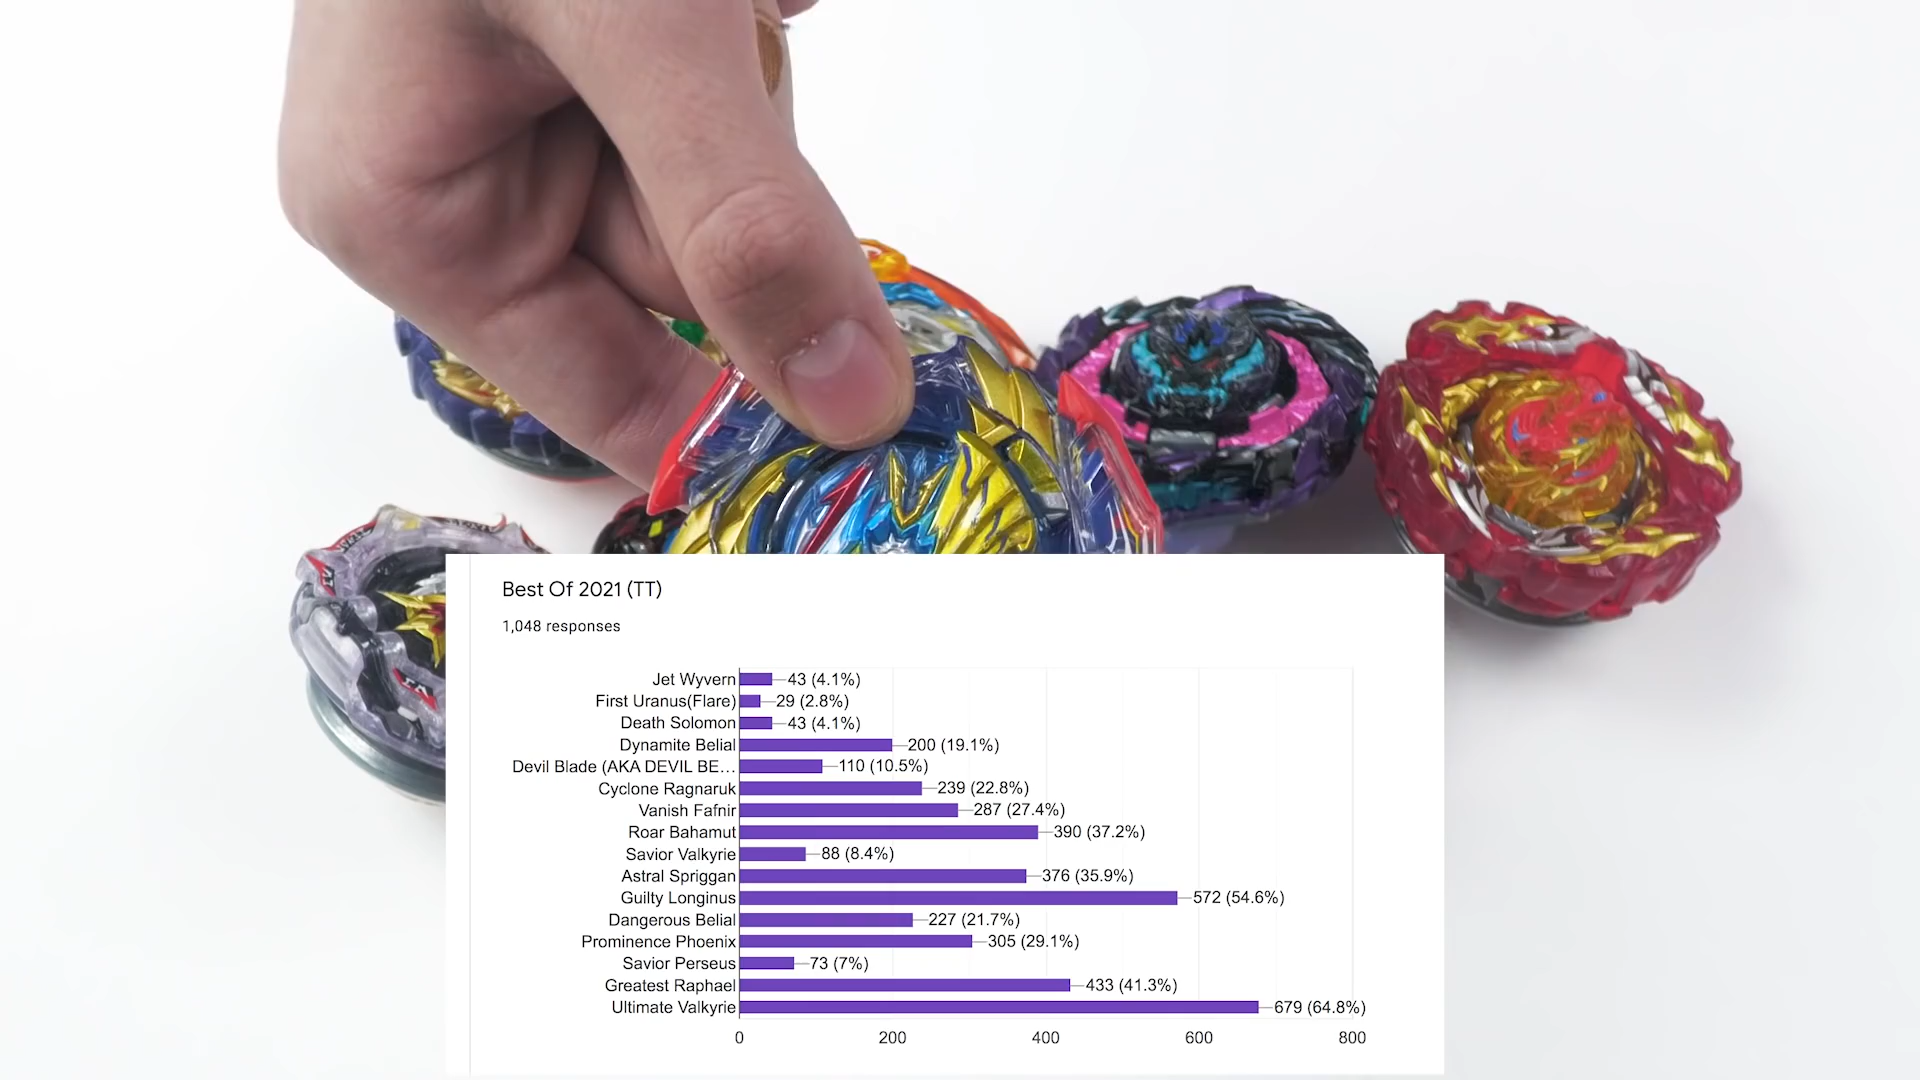 Best Of 2021 (TT)
1,048 responses
Jet Wyvern 43 (4.1%)
First Uranus(Flare) 29 (2.8%)
Death Solomon 43 (4.1%)
Dynamite Belial 200 (19.1%)
Devil Blade (AKA DEVIL BE… 110 (10.5%)
Cyclone Ragnaruk 239 (22.8%)
Vanish Fafnir 287 (27.4%)
Roar Bahamut 390 (37.2%)
Savior Valkyrie 88 (8.4%)
Astral Spriggan 376 (35.9%)
Guilty Longinus 572 (54.6%)
Dangerous Belial 227 (21.7%)
Prominence Phoenix 305 (29.1%)
Savior Perseus 73 (7%)
Greatest Raphael 433 (41.3%)
Ultimate Valkyrie 679 (64.8%)
0 200 400 600 800